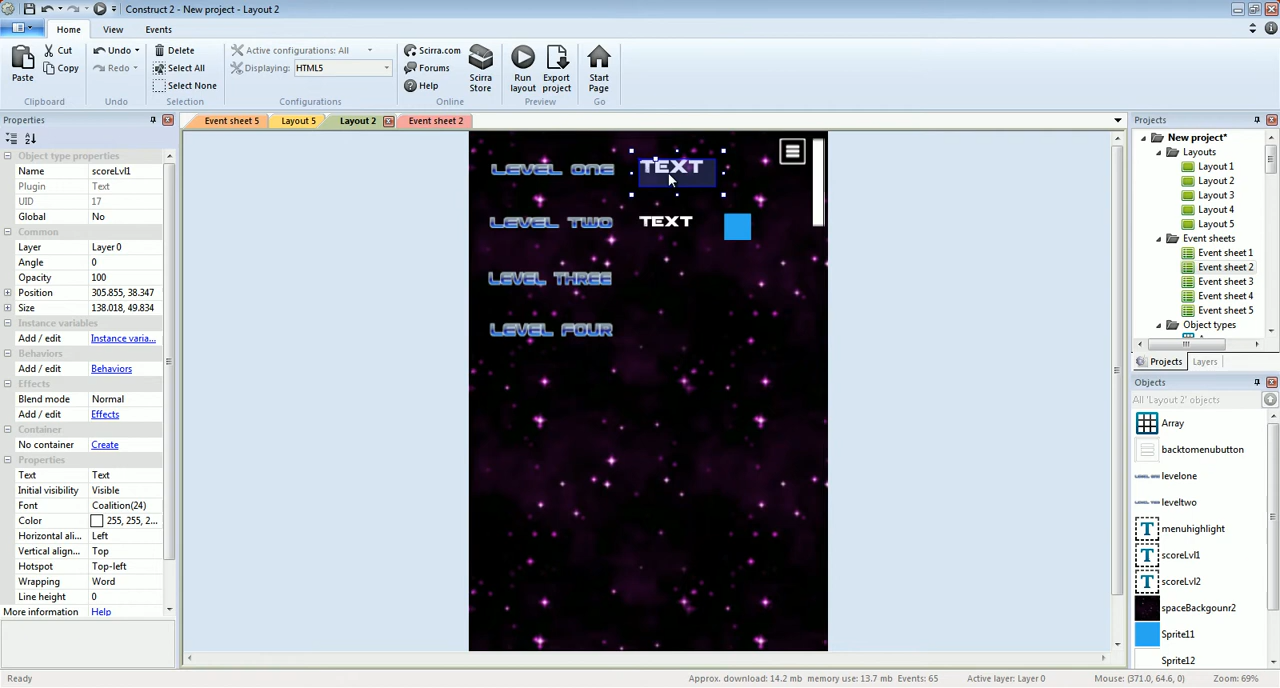 Construct 2 - New project - Layout 2
Home View Events
Paste Cut Copy Clipboard
Undo Redo Undo
Delete Select All Select None Selection
Active configurations: All
Displaying: HTML5
Configurations
Scirra.com Forums Help Scirra Store Online
Run layout Export project Preview
Start Page Go
Properties
Event sheet 5 Layout 5 Layout 2 Event sheet 2
Projects
Object type properties
Name scoreLvl1
Plugin Text
UID 17
Global No
Common
Layer Layer 0
Angle 0
Opacity 100
Position 305.855, 38.347
Size 138.018, 49.834
Instance variables
Add / edit Instance varia...
Behaviors
Add / edit Behaviors
Effects
Blend mode Normal
Add / edit Effects
Container
No container Create
Properties
Text Text
Initial visibility Visible
Font Coalition(24)
Color 255, 255, 2...
Horizontal ali... Left
Vertical align... Top
Hotspot Top-left
Wrapping Word
Line height 0
More information Help
LEVEL ONE TEXT
LEVEL TWO TEXT
LEVEL THREE
LEVEL FOUR
New project*
Layouts
Layout 1
Layout 2
Layout 3
Layout 4
Layout 5
Event sheets
Event sheet 1
Event sheet 2
Event sheet 3
Event sheet 4
Event sheet 5
Object types
Projects Layers
Objects
All 'Layout 2' objects
Array
backtomenubutton
levelone
leveltwo
menuhighlight
scoreLvl1
scoreLvl2
spaceBackgounr2
Sprite11
Sprite12
Ready Approx. download: 14.2 mb memory use: 13.7 mb Events: 65 Active layer: Layer 0 Mouse: (371.0, 64.6, 0) Zoom: 69%